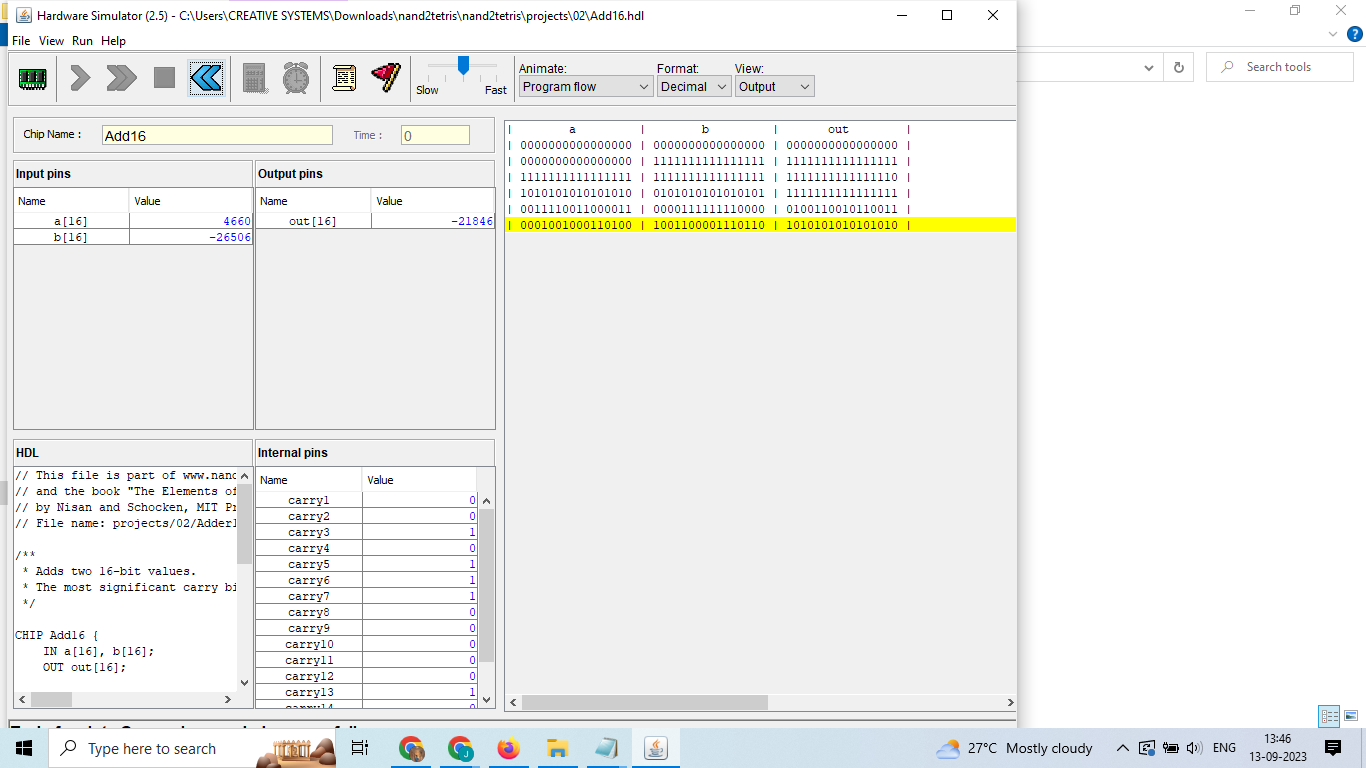 Hardware Simulator (2.5) - C:\Users\CREATIVE SYSTEMS\Downloads\nand2tetris\nand2tetris\projects\02\Add16.hdl
File View Run Help
Slow Fast
Animate: Format: View:
Program flow Decimal Output
Search tools
Chip Name : Add16 Time : 0
Input pins
Name Value
a[16] 4660
b[16] -26506
Output pins
Name Value
out[16] -21846
| a | b | out |
| 0000000000000000 | 0000000000000000 | 0000000000000000 |
| 0000000000000000 | 1111111111111111 | 1111111111111111 |
| 1111111111111111 | 1111111111111111 | 1111111111111110 |
| 1010101010101010 | 0101010101010101 | 1111111111111111 |
| 0011110011000011 | 0000111111110000 | 0100110010110011 |
| 0001001000110100 | 1001100001110110 | 1010101010101010 |
HDL
// This file is part of www.nanc
// and the book "The Elements of
// by Nisan and Schocken, MIT Pr
// File name: projects/02/Adder1
/**
* Adds two 16-bit values.
* The most significant carry bi
*/
CHIP Add16 {
IN a[16], b[16];
OUT out[16];
Internal pins
Name Value
carry1 0
carry2 0
carry3 1
carry4 0
carry5 1
carry6 1
carry7 1
carry8 0
carry9 0
carry10 0
carry11 0
carry12 0
carry13 1
Type here to search
27°C Mostly cloudy
ENG
13:46
13-09-2023